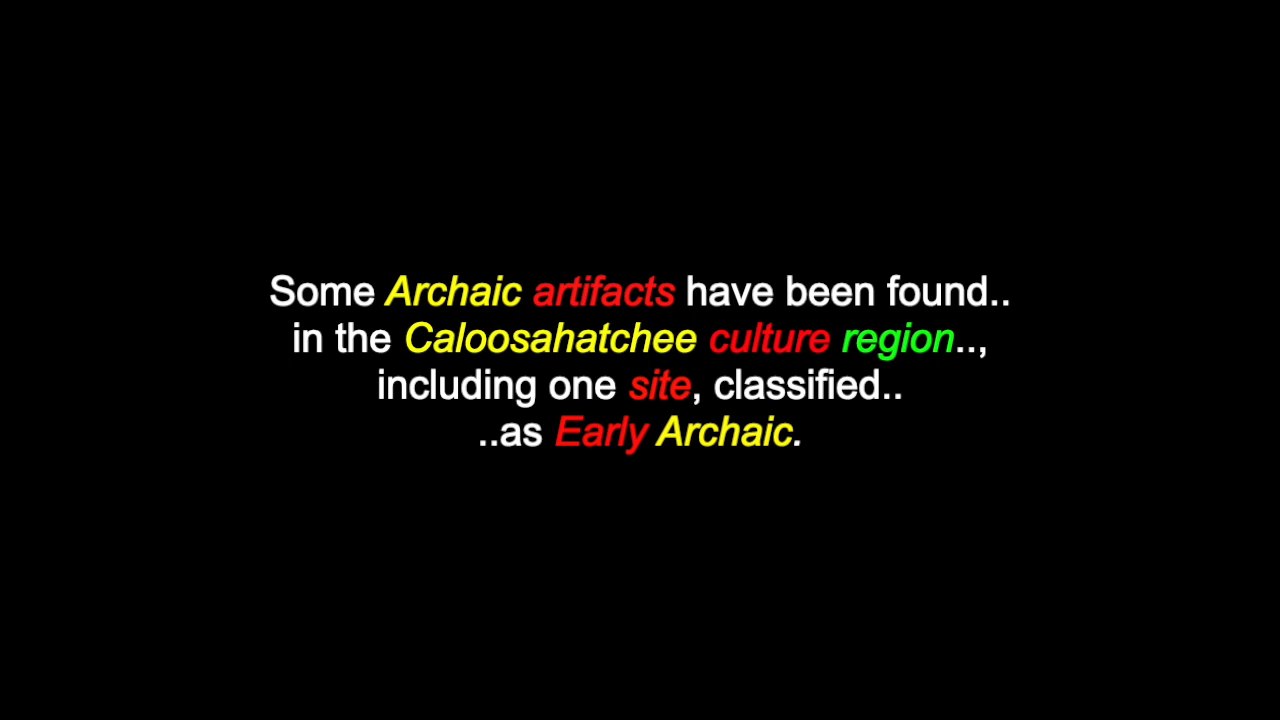 Some Archaic artifacts have been found..
in the Caloosahatchee culture region..,
including one site, classified..
..as Early Archaic.